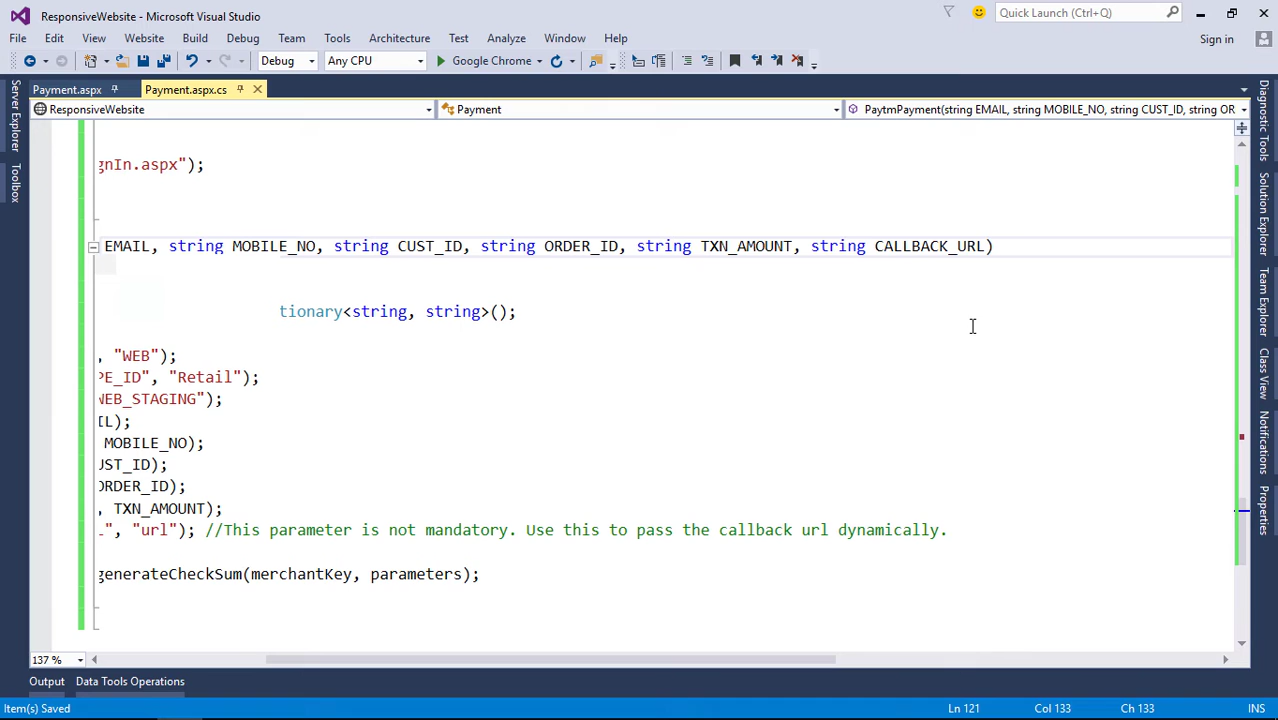 ResponsiveWebsite - Microsoft Visual Studio
Quick Launch (Ctrl+Q)
File Edit View Website Build Debug Team Tools Architecture Test Analyze Window Help
Sign in
Debug Any CPU Google Chrome
Payment.aspx Payment.aspx.cs
ResponsiveWebsite Payment PaytmPayment(string EMAIL, string MOBILE_NO, string CUST_ID, string OR
Server Explorer
Toolbox
gnIn.aspx");
EMAIL, string MOBILE_NO, string CUST_ID, string ORDER_ID, string TXN_AMOUNT, string CALLBACK_URL)
tionary<string, string>();
, "WEB");
PE_ID", "Retail");
WEB_STAGING");
IL);
MOBILE_NO);
UST_ID);
ORDER_ID);
, TXN_AMOUNT);
L", "url"); //This parameter is not mandatory. Use this to pass the callback url dynamically.
generateCheckSum(merchantKey, parameters);
Diagnostic Tools
Solution Explorer
Team Explorer
Class View
Notifications
Properties
137 %
Output Data Tools Operations
Item(s) Saved Ln 121 Col 133 Ch 133 INS